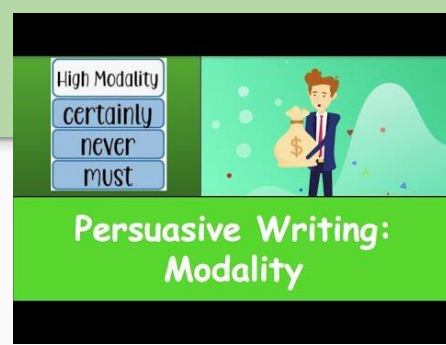 High Modality
certainly
never
must
$
Persuasive Writing:
Modality